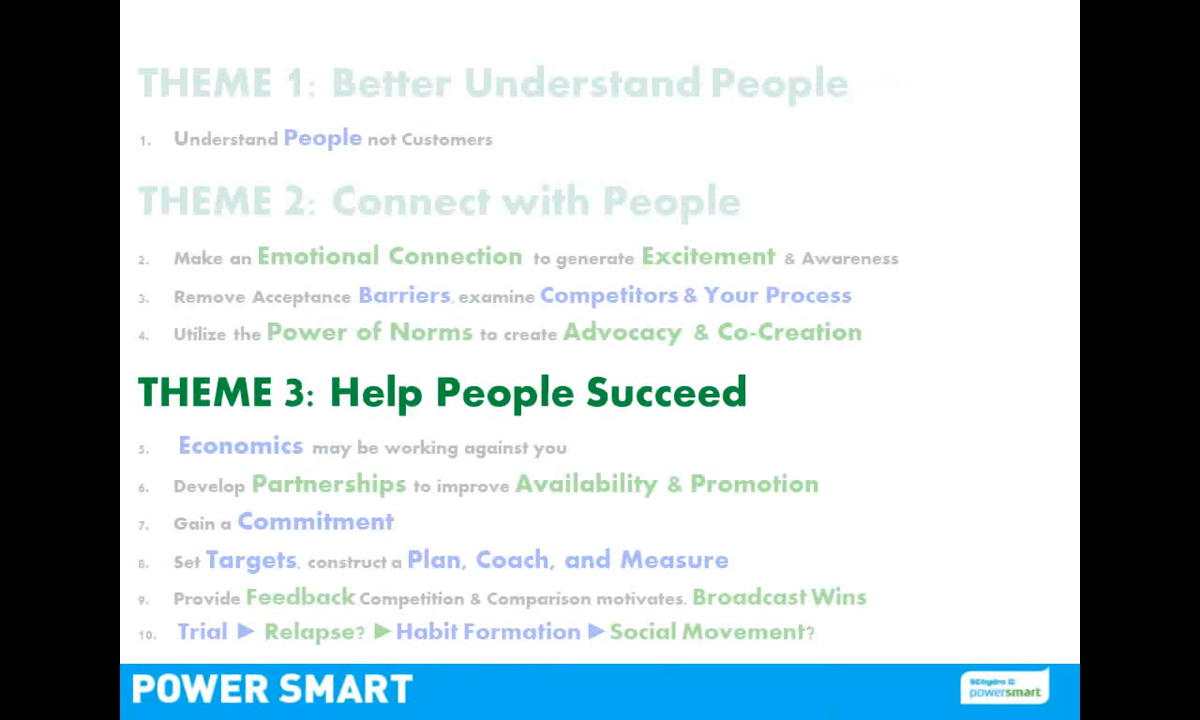 THEME 1: Better Understand People
1. Understand People not Customers
THEME 2: Connect with People
2. Make an Emotional Connection to generate Excitement & Awareness
3. Remove Acceptance Barriers, examine Competitors & Your Process
4. Utilize the Power of Norms to create Advocacy & Co-Creation
THEME 3: Help People Succeed
5. Economics may be working against you
6. Develop Partnerships to improve Availability & Promotion
7. Gain a Commitment
8. Set Targets, construct a Plan, Coach, and Measure
9. Provide Feedback Competition & Comparison motivates. Broadcast Wins
10. Trial ► Relapse? ► Habit Formation ► Social Movement?
POWER SMART
BChydro
powersmart